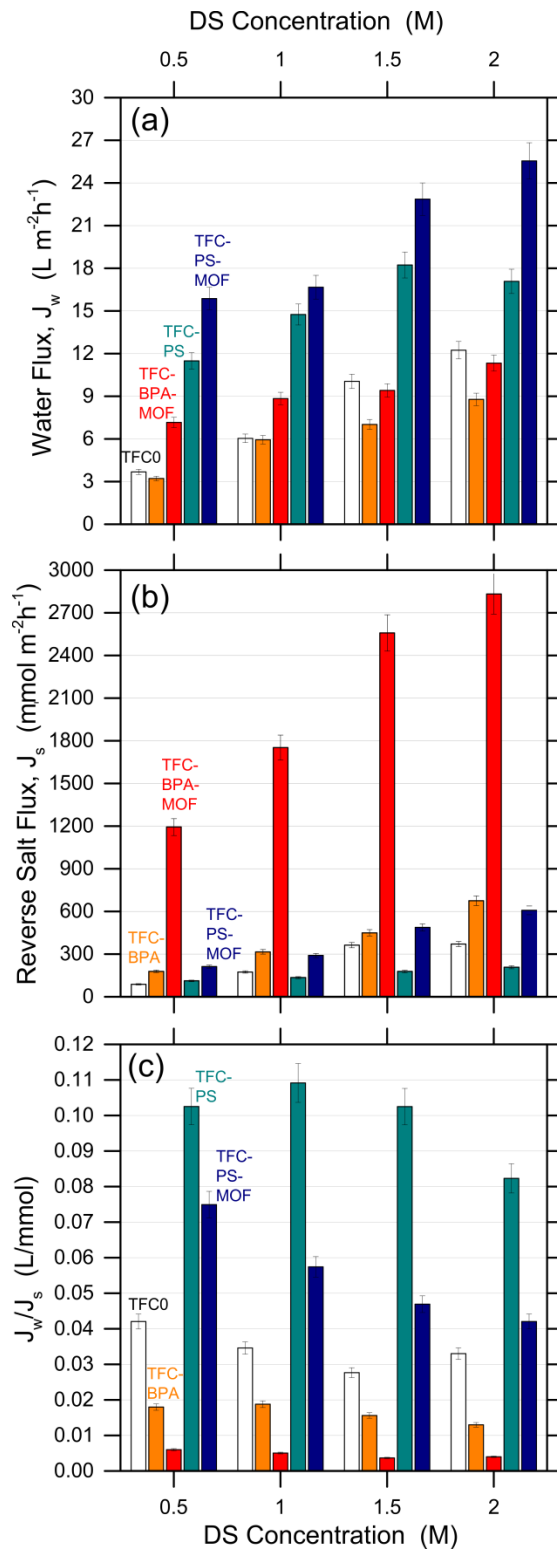 DS Concentration (M)
0.5 1 1.5 2
(a)
Water Flux, J_w (L m⁻²h⁻¹)
30
27
24
21
18
15
12
9
6
3
0
TFC-
PS-
MOF
TFC-
PS
TFC-
BPA-
MOF
TFC0
(b)
Reverse Salt Flux, J_s (mmol m⁻²h⁻¹)
3000
2700
2400
2100
1800
1500
1200
900
600
300
0
TFC-
BPA-
MOF
TFC-
BPA
TFC-
PS-
MOF
(c)
J_w/J_s (L/mmol)
0.12
0.11
0.10
0.09
0.08
0.07
0.06
0.05
0.04
0.03
0.02
0.01
0.00
TFC-
PS
TFC-
PS-
MOF
TFC0
TFC-
BPA
0.5 1 1.5 2
DS Concentration (M)